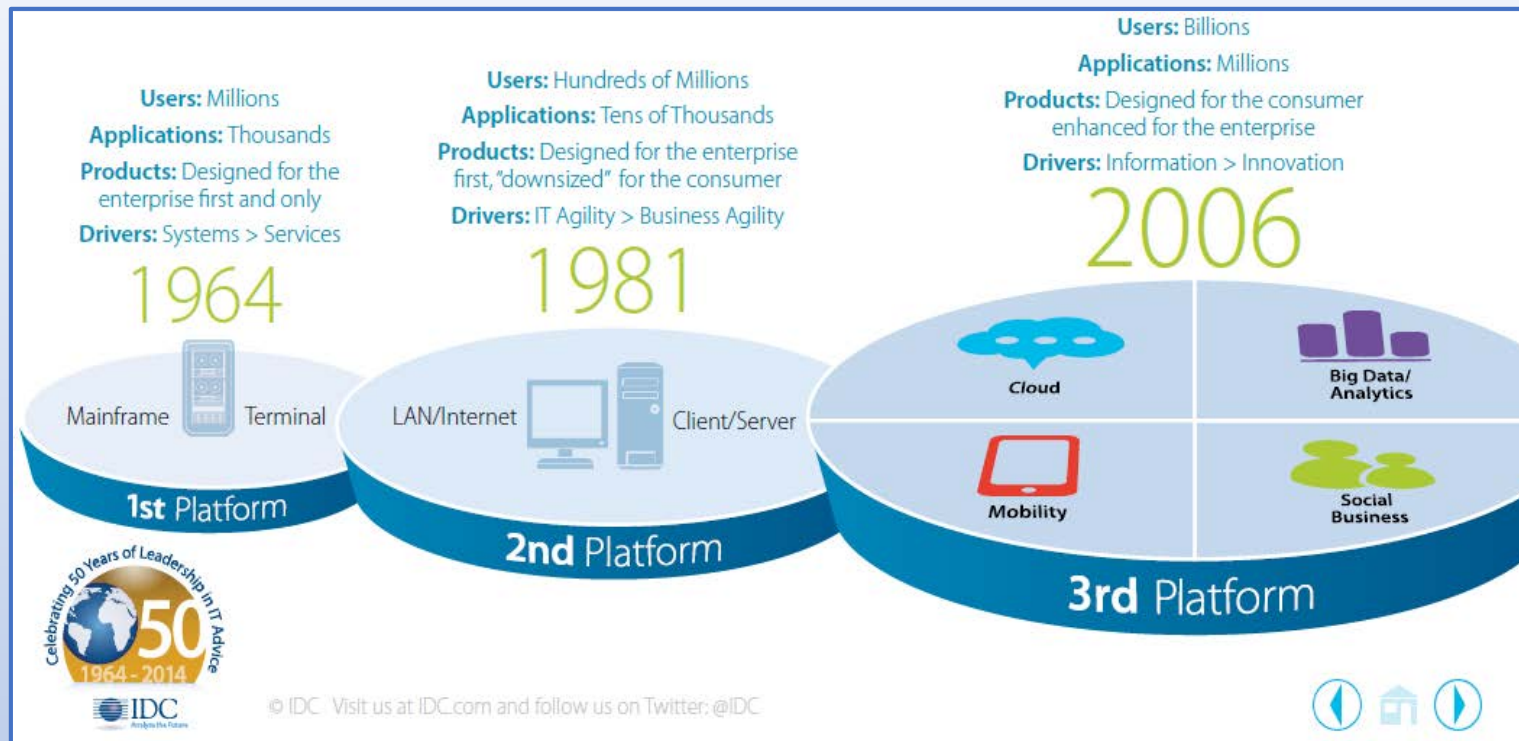 Users: Millions
Applications: Thousands
Products: Designed for the
enterprise first and only
Drivers: Systems > Services
1964
Mainframe
Terminal
1st Platform
Users: Hundreds of Millions
Applications: Tens of Thousands
Products: Designed for the enterprise
first, "downsized" for the consumer
Drivers: IT Agility > Business Agility
1981
LAN/Internet
Client/Server
2nd Platform
Users: Billions
Applications: Millions
Products: Designed for the consumer
enhanced for the enterprise
Drivers: Information > Innovation
2006
Cloud
Big Data/
Analytics
Mobility
Social
Business
3rd Platform
Celebrating 50 Years of Leadership in IT Advice
50
1964 - 2014
IDC
Analyze the Future
© IDC Visit us at IDC.com and follow us on Twitter: @IDC